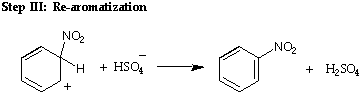 Step III: Re-aromatization
NO₂
H
+
+ HSO₄⁻
NO₂
+ H₂SO₄